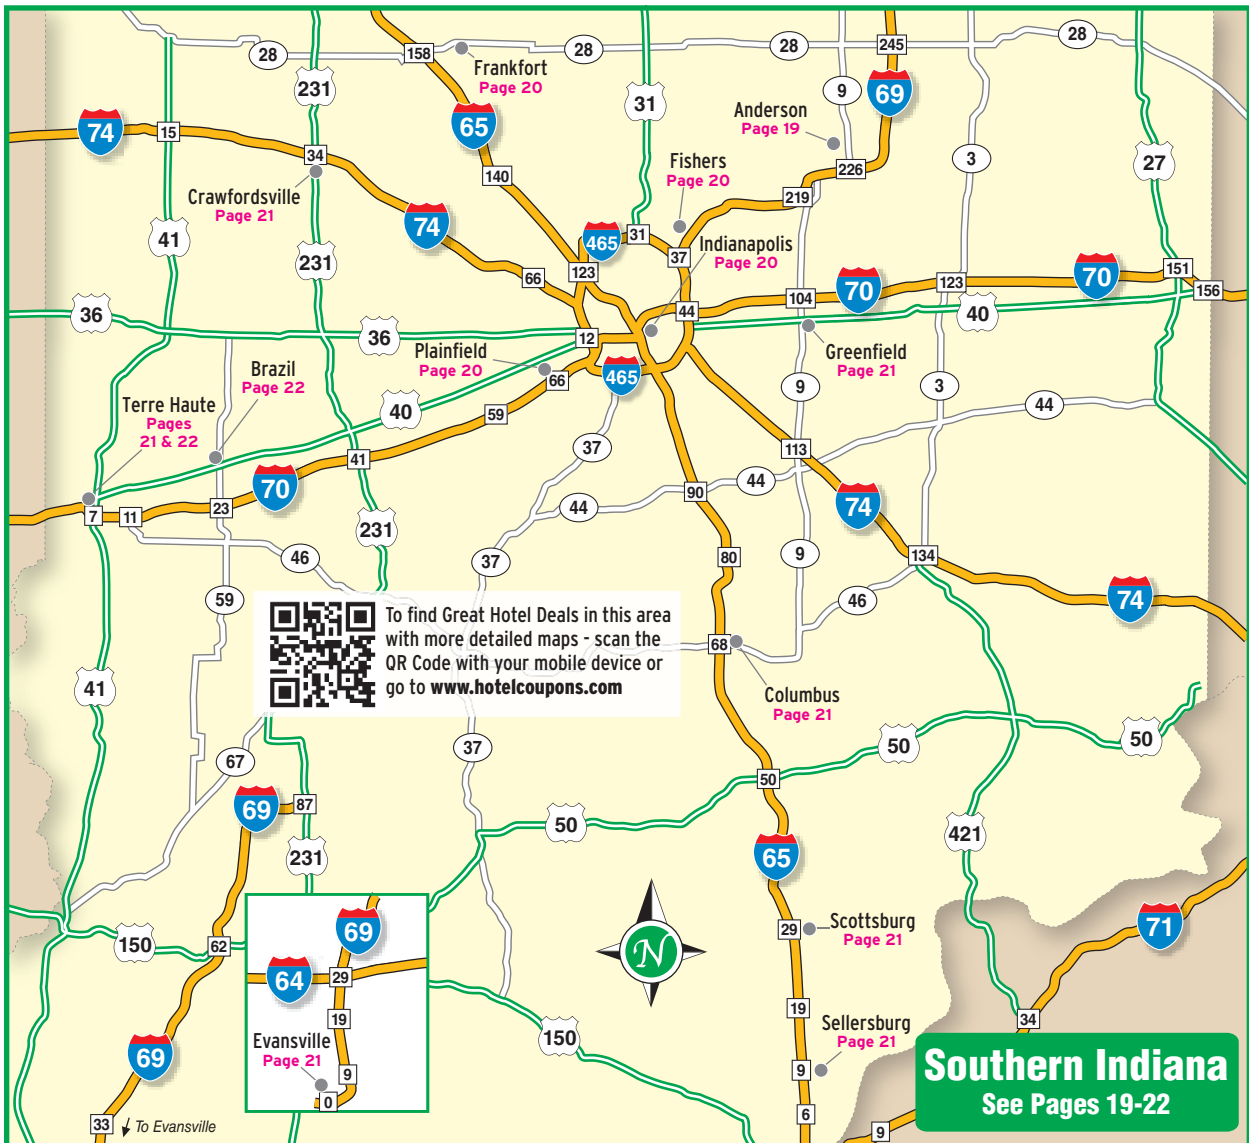 28
158
Frankfort
Page 20
28
28
245
28
231
31
9
69
74
15
65
Anderson
Page 19
34
Crawfordsville
Page 21
140
Fishers
Page 20
226
3
27
219
41
74
231
465
31
37
Indianapolis
Page 20
66
123
104
70
123
70
151
156
36
36
12
44
40
Greenfield
Page 21
Plainfield
Page 20
66
465
Brazil
Page 22
9
3
44
Terre Haute
Pages
21 & 22
40
59
37
113
41
70
90
44
44
74
7
11
23
231
46
37
80
9
134
59
46
74
To find Great Hotel Deals in this area
with more detailed maps - scan the
QR Code with your mobile device or
go to www.hotelcoupons.com
68
Columbus
Page 21
41
67
37
50
50
50
69
87
50
231
65
421
69
64
29
19
Evansville
Page 21
9
0
150
62
N
29
Scottsburg
Page 21
71
19
Sellersburg
Page 21
34
150
69
9
6
9
33
To Evansville
Southern Indiana
See Pages 19-22